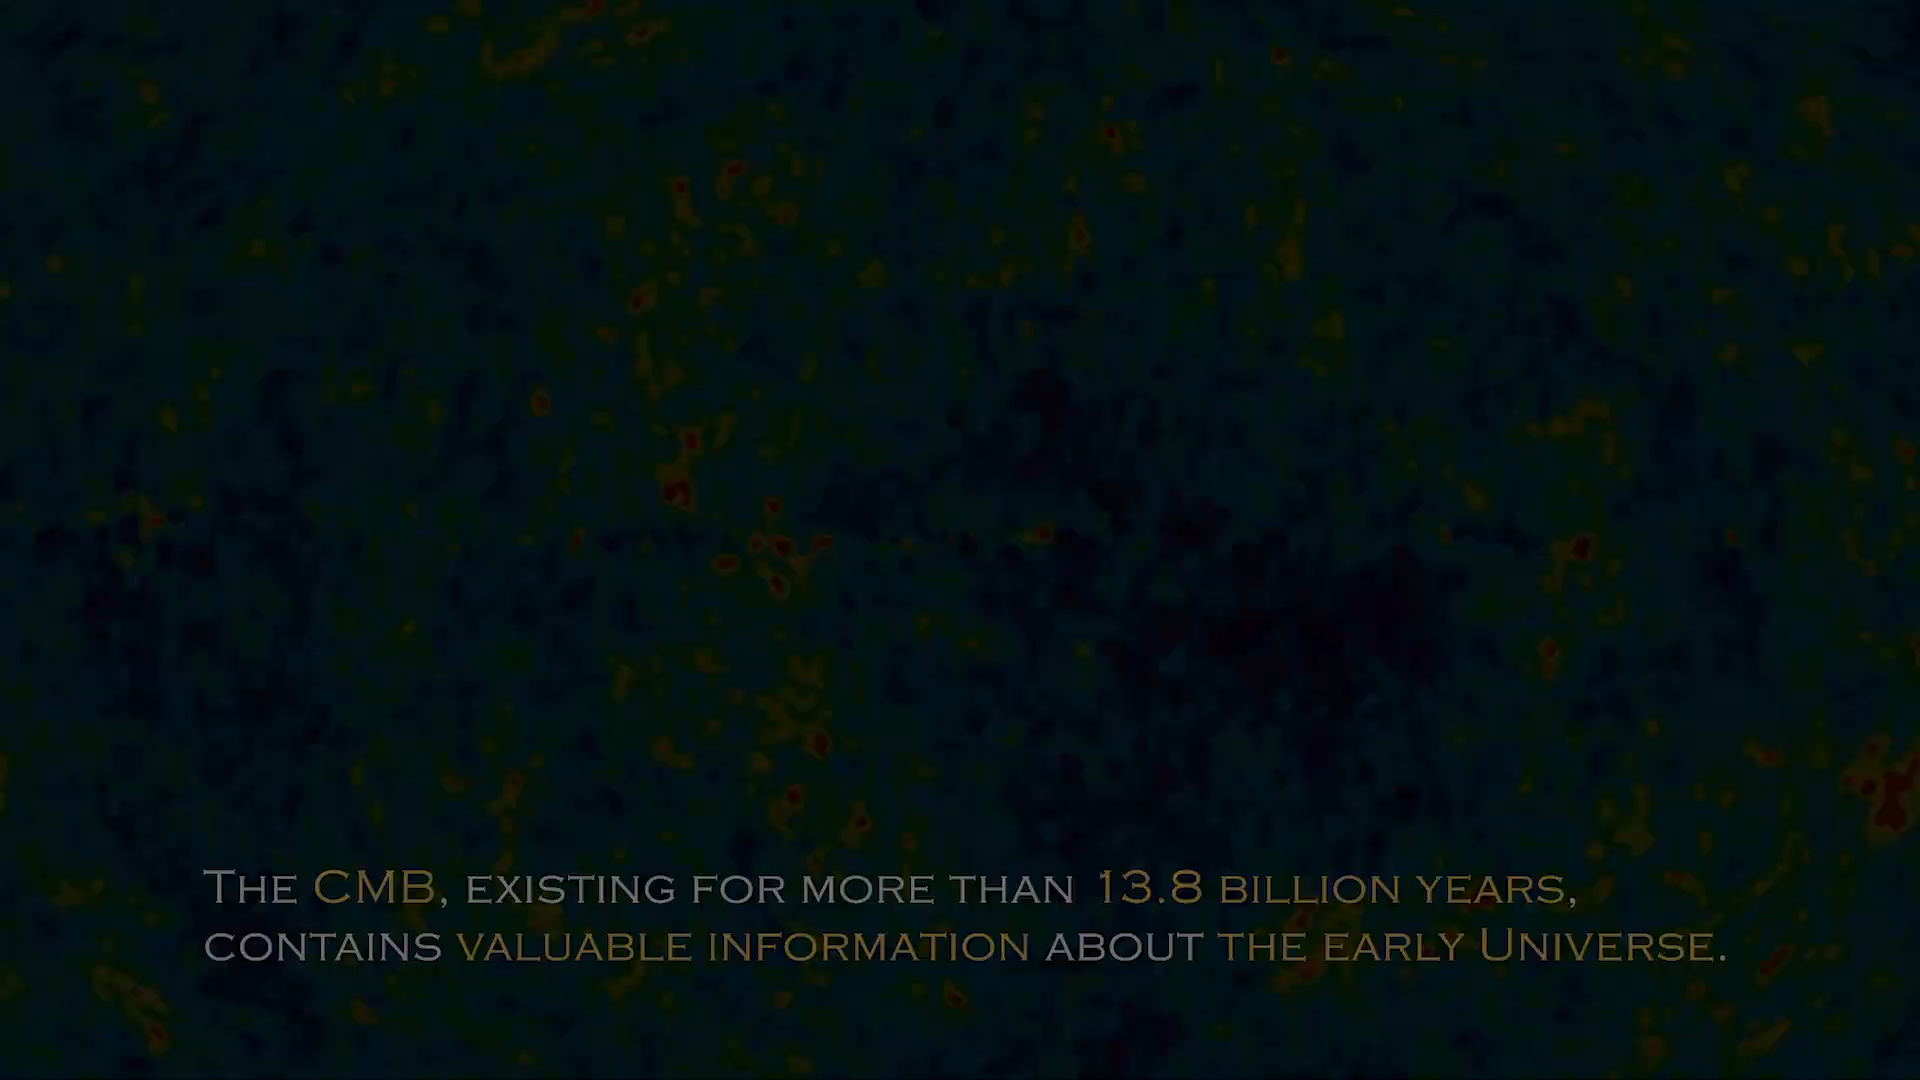 The CMB, existing for more than 13.8 billion years,
contains valuable information about the early Universe.